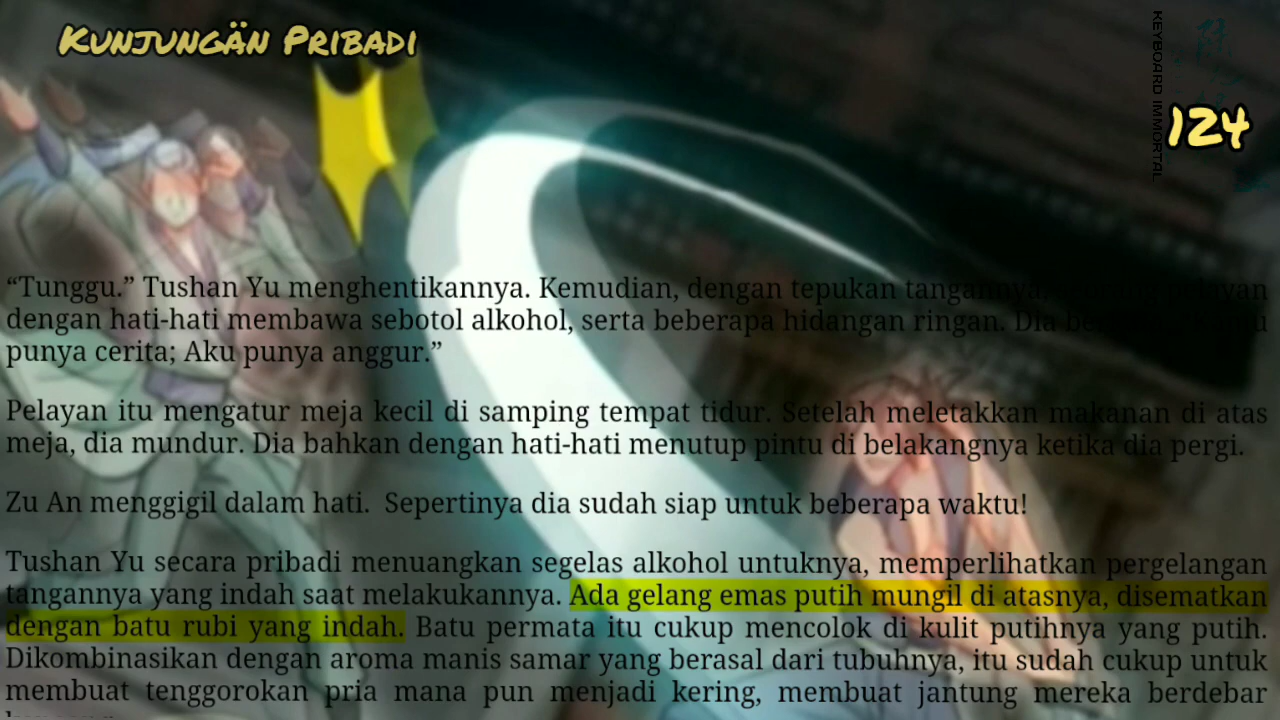 Kunjungän Pribadi
KEYBOARD IMMORTAL
124
“Tunggu.” Tushan Yu menghentikannya. Kemudian, dengan tepukan tangannya, seorang pelayan
dengan hati-hati membawa sebotol alkohol, serta beberapa hidangan ringan. Dia
punya cerita; Aku punya anggur.”
Pelayan itu mengatur meja kecil di samping tempat tidur. Setelah meletakkan makanan di atas
meja, dia mundur. Dia bahkan dengan hati-hati menutup pintu di belakangnya ketika dia pergi.
Zu An menggigil dalam hati. Sepertinya dia sudah siap untuk beberapa waktu!
Tushan Yu secara pribadi menuangkan segelas alkohol untuknya, memperlihatkan pergelangan
tangannya yang indah saat melakukannya. Ada gelang emas putih mungil di atasnya, disematkan
dengan batu rubi yang indah. Batu permata itu cukup mencolok di kulit putihnya yang putih.
Dikombinasikan dengan aroma manis samar yang berasal dari tubuhnya, itu sudah cukup untuk
membuat tenggorokan pria mana pun menjadi kering, membuat jantung mereka berdebar